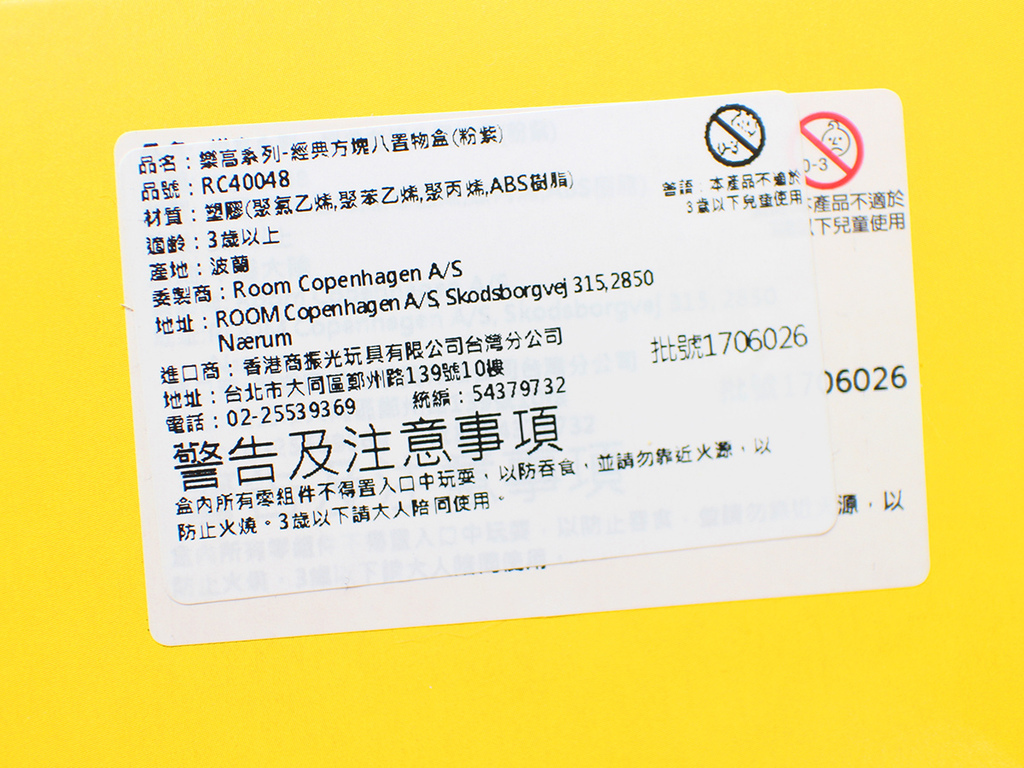 品名：樂高系列-經典方塊八置物盒(粉紫)
品號：RC40048
材質：塑膠(聚氯乙烯,聚苯乙烯,聚丙烯,ABS樹脂)
適齡：3歲以上
產地：波蘭
委製商：Room Copenhagen A/S
地址：ROOM Copenhagen A/S, Skodsborgvej 315,2850
Nærum
進口商：香港商振光玩具有限公司台灣分公司
地址：台北市大同區鄭州路139號10樓
電話：02-25539369 統編：54379732
批號1706026
警告及注意事項
盒內所有零組件不得置入口中玩耍，以防吞食，並請勿靠近火源，以
防止火燒。3歲以下請大人陪同使用。
0-3
警語：本產品不適於
3歲以下兒童使用
0-3
產品不適於
下兒童使用
06026
源，以